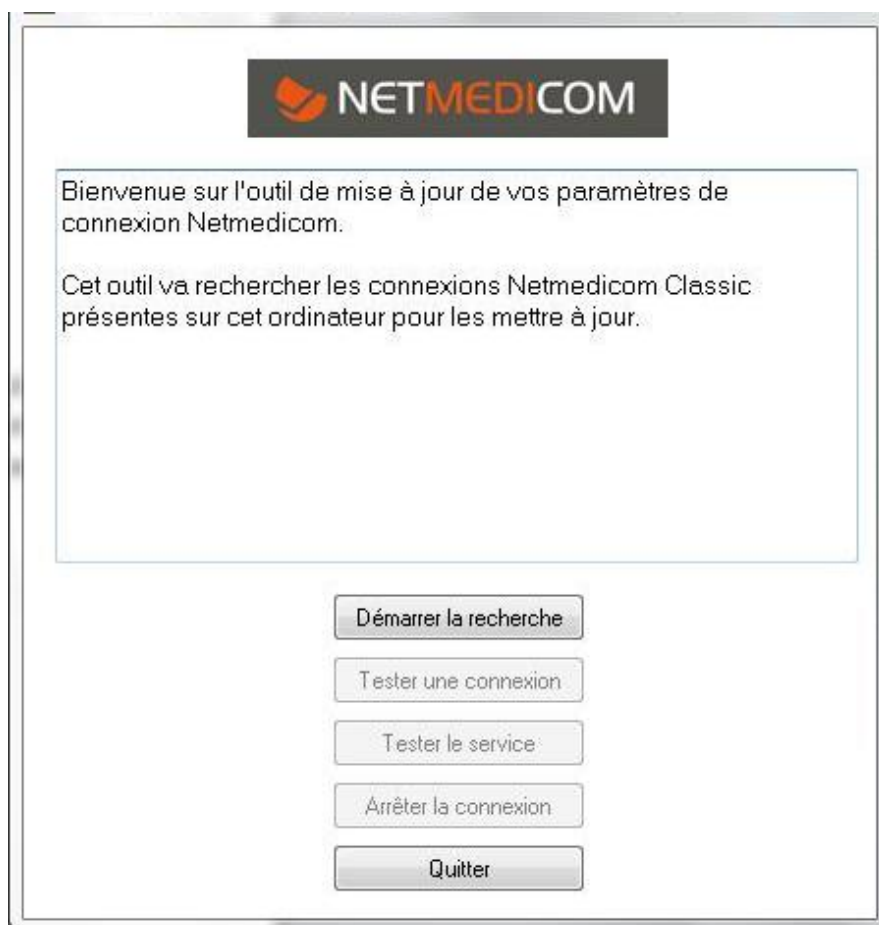 NETMEDICOM
Bienvenue sur l'outil de mise à jour de vos paramètres de
connexion Netmedicom.
Cet outil va rechercher les connexions Netmedicom Classic
présentes sur cet ordinateur pour les mettre à jour.
Démarrer la recherche
Tester une connexion
Tester le service
Arrêter la connexion
Quitter